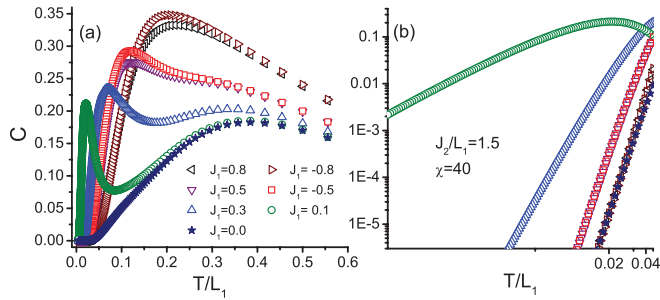 (a)
(b)
C
0.35
0.30
0.25
0.20
0.15
0.10
0.05
0.00
0.0 0.1 0.2 0.3 0.4 0.5 0.6
T/L₁
J₁=0.8 J₁=-0.8
J₁=0.5 J₁=-0.5
J₁=0.3 J₁= 0.1
J₁=0.0
0.1
0.01
1E-3
1E-4
1E-5
J₂/L₁=1.5
χ=40
0.02 0.04
T/L₁